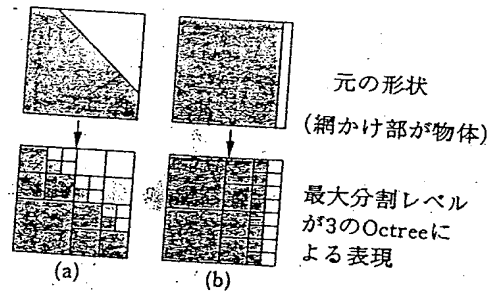 元の形状
(網かけ部が物体)
最大分割レベル
が3のOctreeに
よる表現
(a)
(b)